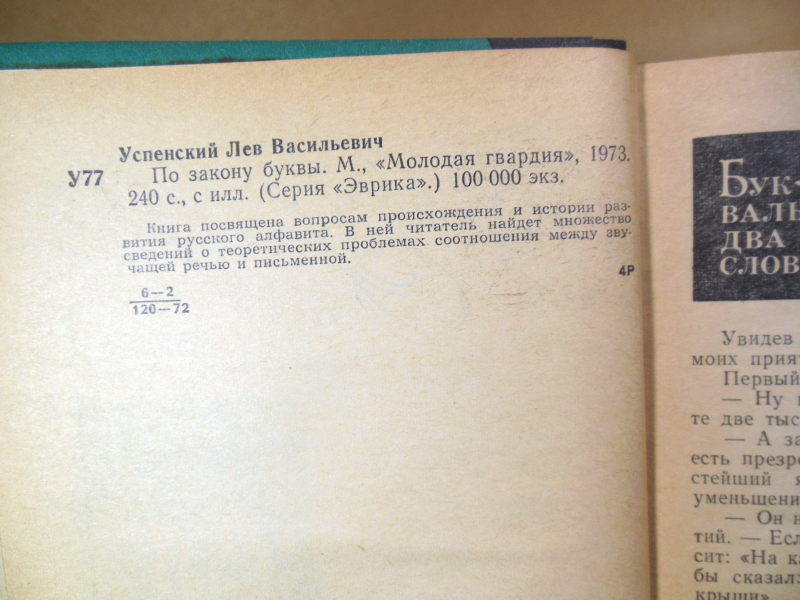 Успенский Лев Васильевич
У77
По закону буквы. М., «Молодая гвардия», 1973.
240 с., с илл. (Серия «Эврика».) 100 000 экз.
Книга посвящена вопросам происхождения и истории раз-
вития русского алфавита. В ней читатель найдет множество
сведений о теоретических проблемах соотношения между зву-
чащей речью и письменной.
6—2
120—72
4Р
БУК-
ВАЛЬ
ДВА
СЛОВ
Увидев
моих прият
Первый
— Ну
те две тыс
— А за
есть презре
стейший я
уменьшени
— Он н
тий. — Есл
сит: «На ка
бы сказал:
крыши».